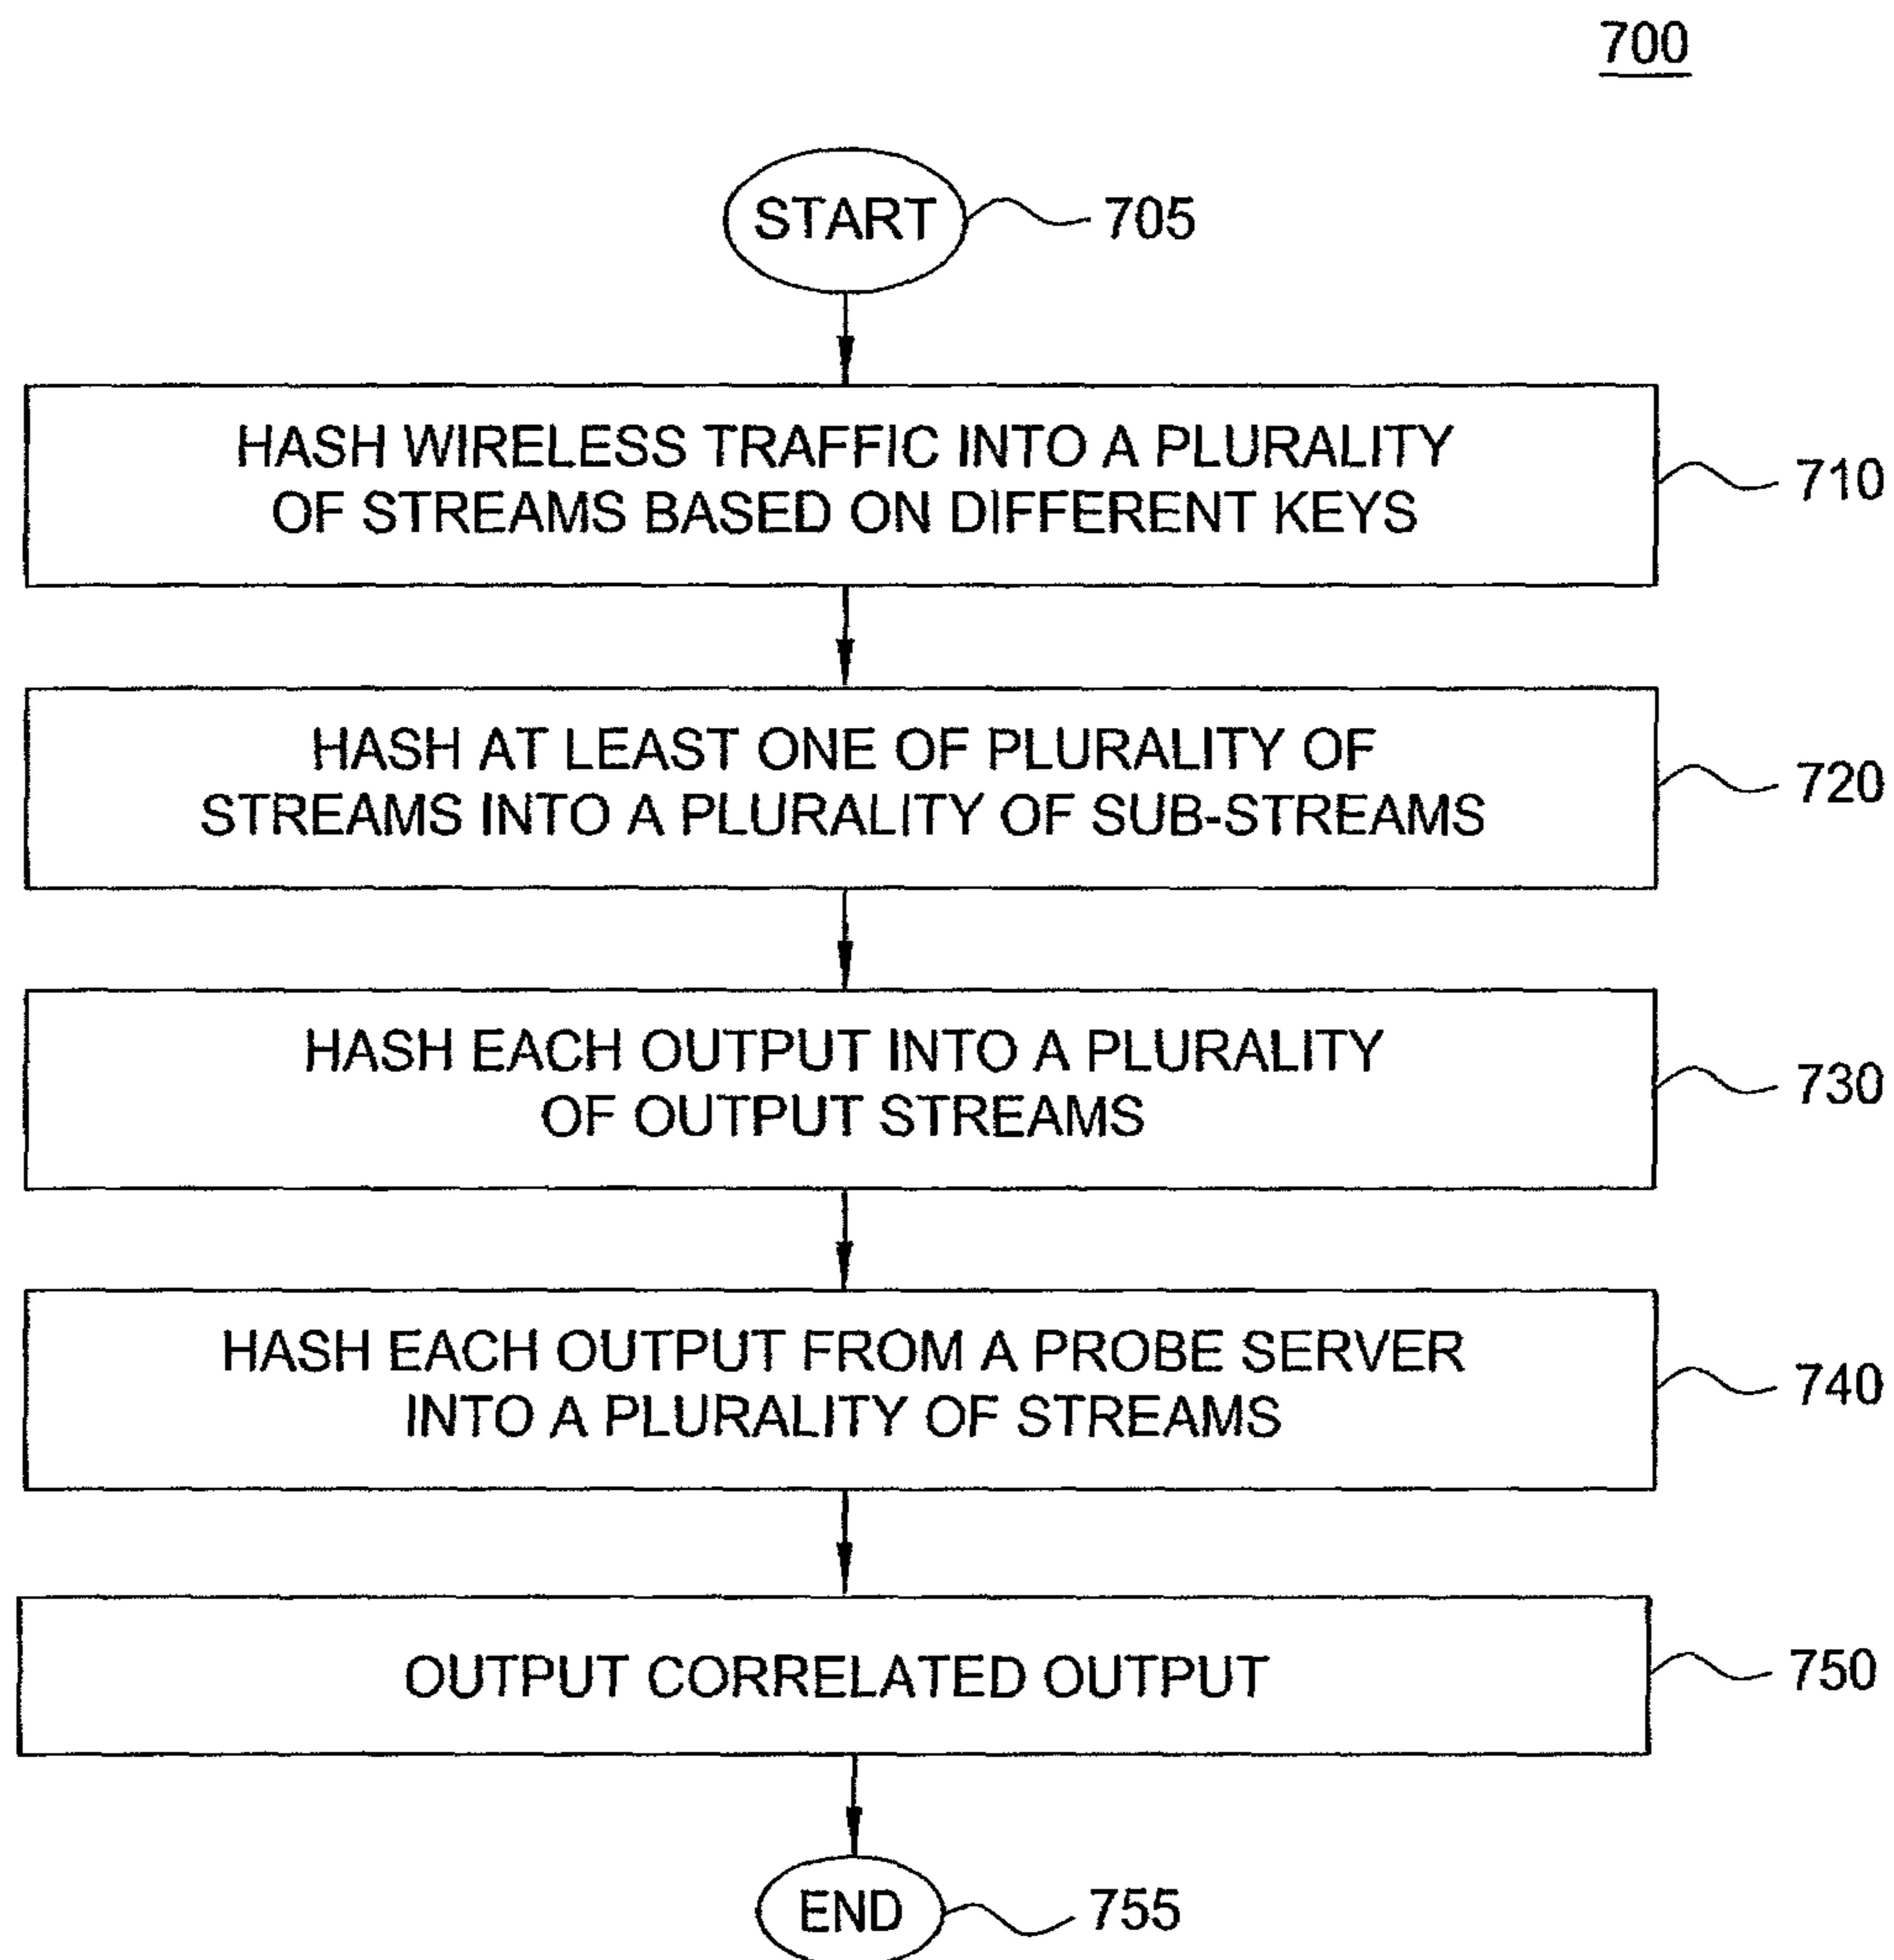 700
START
705
HASH WIRELESS TRAFFIC INTO A PLURALITY
OF STREAMS BASED ON DIFFERENT KEYS
710
HASH AT LEAST ONE OF PLURALITY OF
STREAMS INTO A PLURALITY OF SUB-STREAMS
720
HASH EACH OUTPUT INTO A PLURALITY
OF OUTPUT STREAMS
730
HASH EACH OUTPUT FROM A PROBE SERVER
INTO A PLURALITY OF STREAMS
740
OUTPUT CORRELATED OUTPUT
750
END
755